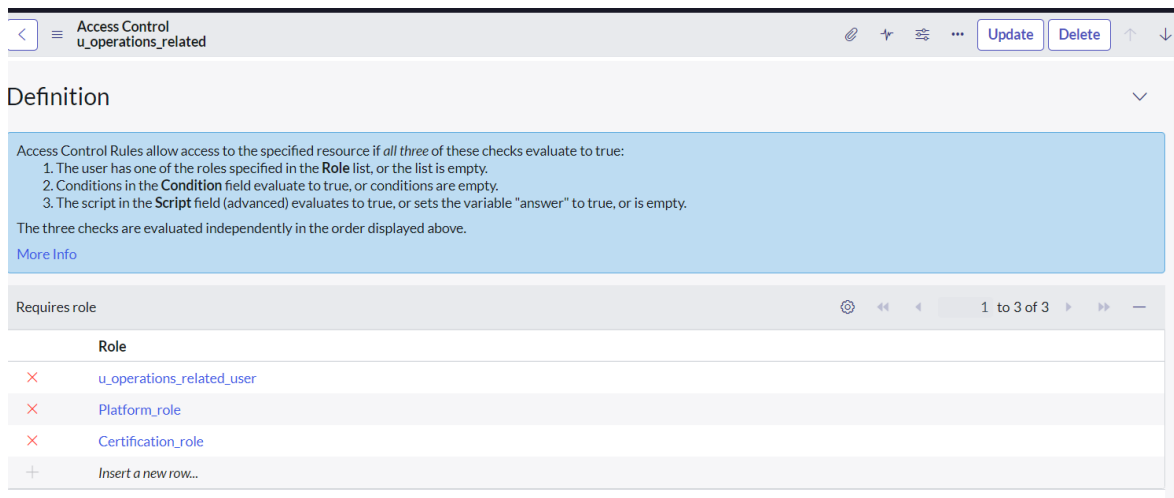 Access Control
u_operations_related
Update
Delete
Definition
Access Control Rules allow access to the specified resource if all three of these checks evaluate to true:
1. The user has one of the roles specified in the Role list, or the list is empty.
2. Conditions in the Condition field evaluate to true, or conditions are empty.
3. The script in the Script field (advanced) evaluates to true, or sets the variable "answer" to true, or is empty.
The three checks are evaluated independently in the order displayed above.
More Info
Requires role
1 to 3 of 3
Role
u_operations_related_user
Platform_role
Certification_role
Insert a new row...